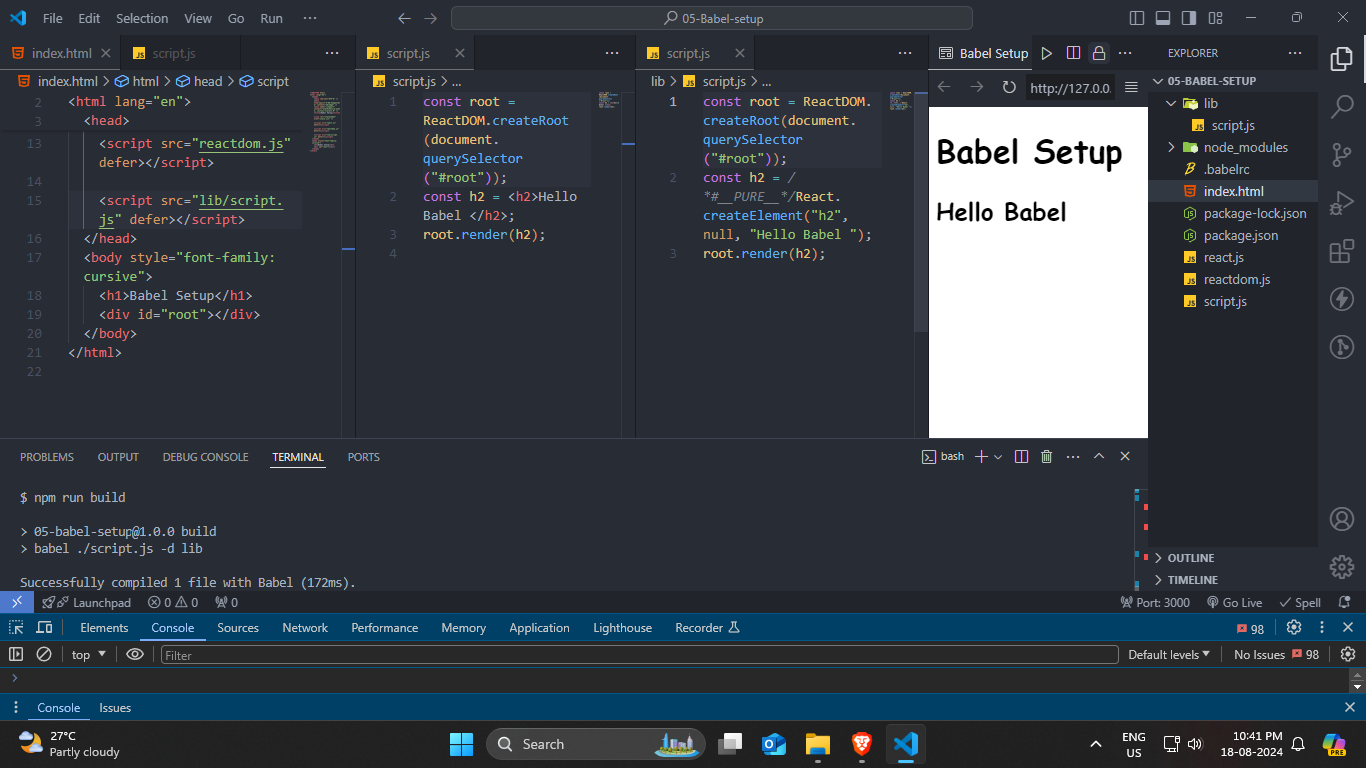 File Edit Selection View Go Run ··· 05-Babel-setup
index.html script.js ···
index.html > html > head > script
2 <html lang="en">
3 <head>
13 <script src="reactdom.js"
defer></script>
14
15 <script src="lib/script.
js" defer></script>
16 </head>
17 <body style="font-family:
cursive">
18 <h1>Babel Setup</h1>
19 <div id="root"></div>
20 </body>
21 </html>
22
script.js ···
script.js > ...
1 const root =
ReactDOM.createRoot
(document.
querySelector
("#root"));
2 const h2 = <h2>Hello
Babel </h2>;
3 root.render(h2);
4
script.js ···
lib > script.js > ...
1 const root = ReactDOM.
createRoot(document.
querySelector
("#root"));
2 const h2 = /
*#__PURE__*/React.
createElement("h2",
null, "Hello Babel ");
3 root.render(h2);
Babel Setup ···
http://127.0.0.
Babel Setup
Hello Babel
EXPLORER ···
05-BABEL-SETUP
lib
script.js
node_modules
.babelrc
index.html
package-lock.json
package.json
react.js
reactdom.js
script.js
OUTLINE
TIMELINE
PROBLEMS OUTPUT DEBUG CONSOLE TERMINAL PORTS bash ···
$ npm run build
> 05-babel-setup@1.0.0 build
> babel ./script.js -d lib
Successfully compiled 1 file with Babel (172ms).
Launchpad 0 0 0 Port: 3000 Go Live Spell
Elements Console Sources Network Performance Memory Application Lighthouse Recorder 98
top Filter Default levels No Issues 98
>
Console Issues
27°C
Partly cloudy
Search
ENG
US
10:41 PM
18-08-2024
PRE